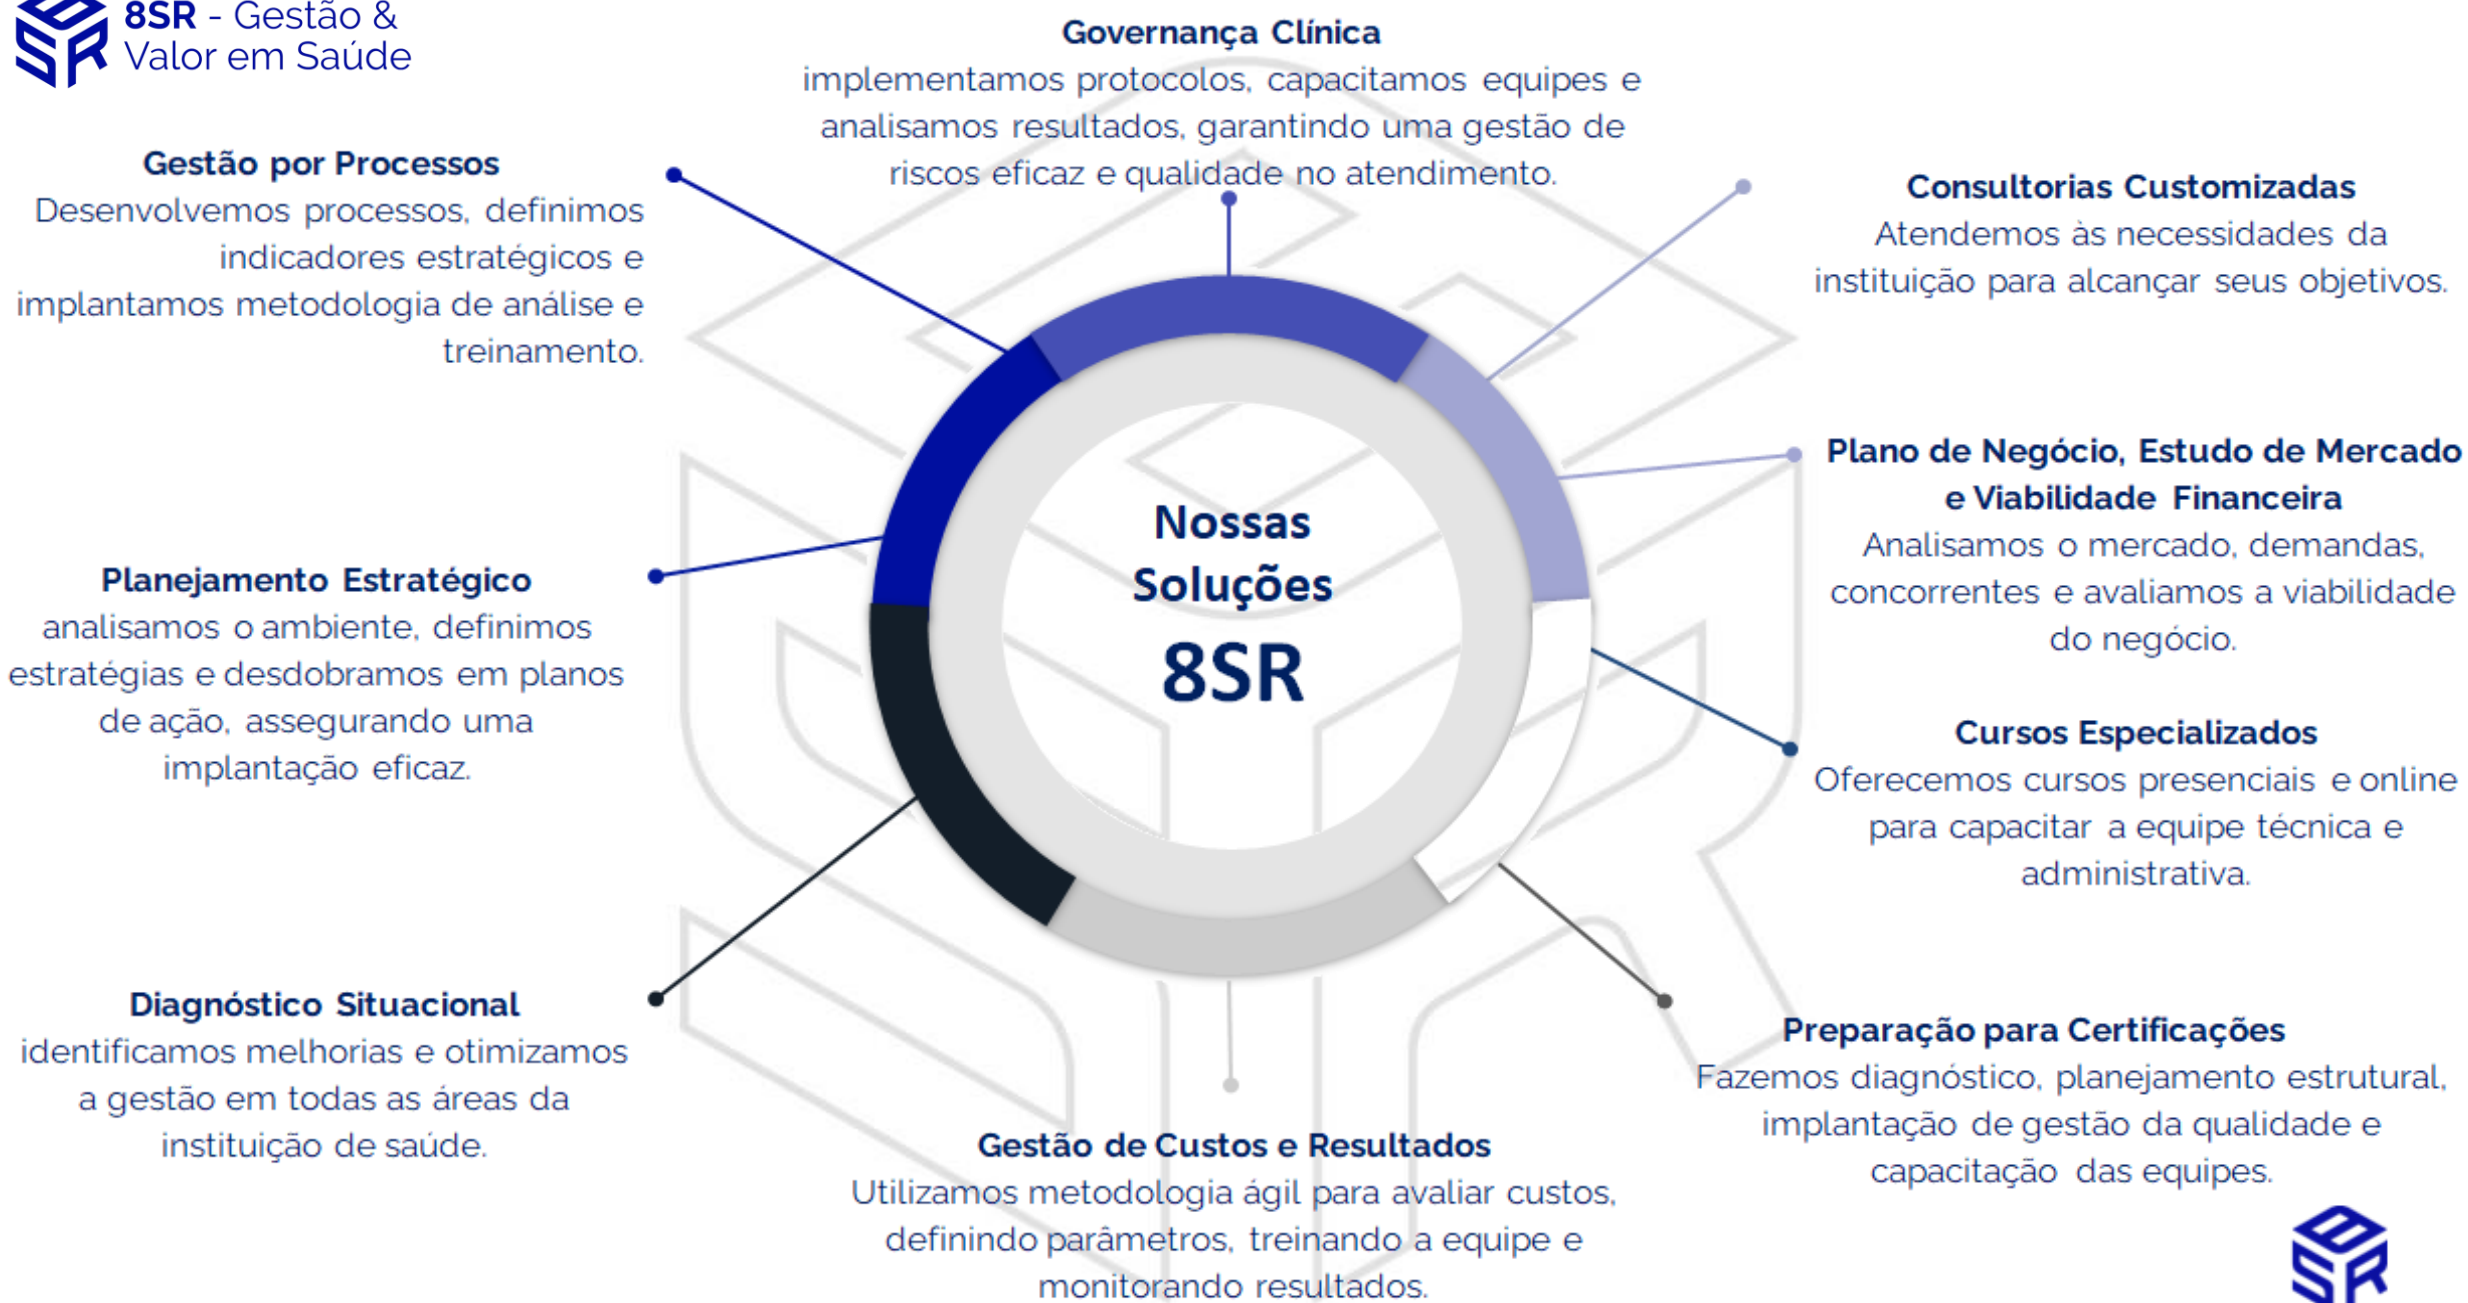 8SR - Gestão &
Valor em Saúde
Governança Clínica
implementamos protocolos, capacitamos equipes e
analisamos resultados, garantindo uma gestão de
riscos eficaz e qualidade no atendimento.
Gestão por Processos
Desenvolvemos processos, definimos
indicadores estratégicos e
implantamos metodologia de análise e
treinamento.
Consultorias Customizadas
Atendemos às necessidades da
instituição para alcançar seus objetivos.
Plano de Negócio, Estudo de Mercado
e Viabilidade Financeira
Analisamos o mercado, demandas,
concorrentes e avaliamos a viabilidade
do negócio.
Nossas
Soluções
8SR
Planejamento Estratégico
analisamos o ambiente, definimos
estratégias e desdobramos em planos
de ação, assegurando uma
implantação eficaz.
Cursos Especializados
Oferecemos cursos presenciais e online
para capacitar a equipe técnica e
administrativa.
Diagnóstico Situacional
identificamos melhorias e otimizamos
a gestão em todas as áreas da
instituição de saúde.
Preparação para Certificações
Fazemos diagnóstico, planejamento estrutural,
implantação de gestão da qualidade e
capacitação das equipes.
Gestão de Custos e Resultados
Utilizamos metodologia ágil para avaliar custos,
definindo parâmetros, treinando a equipe e
monitorando resultados.
8SR